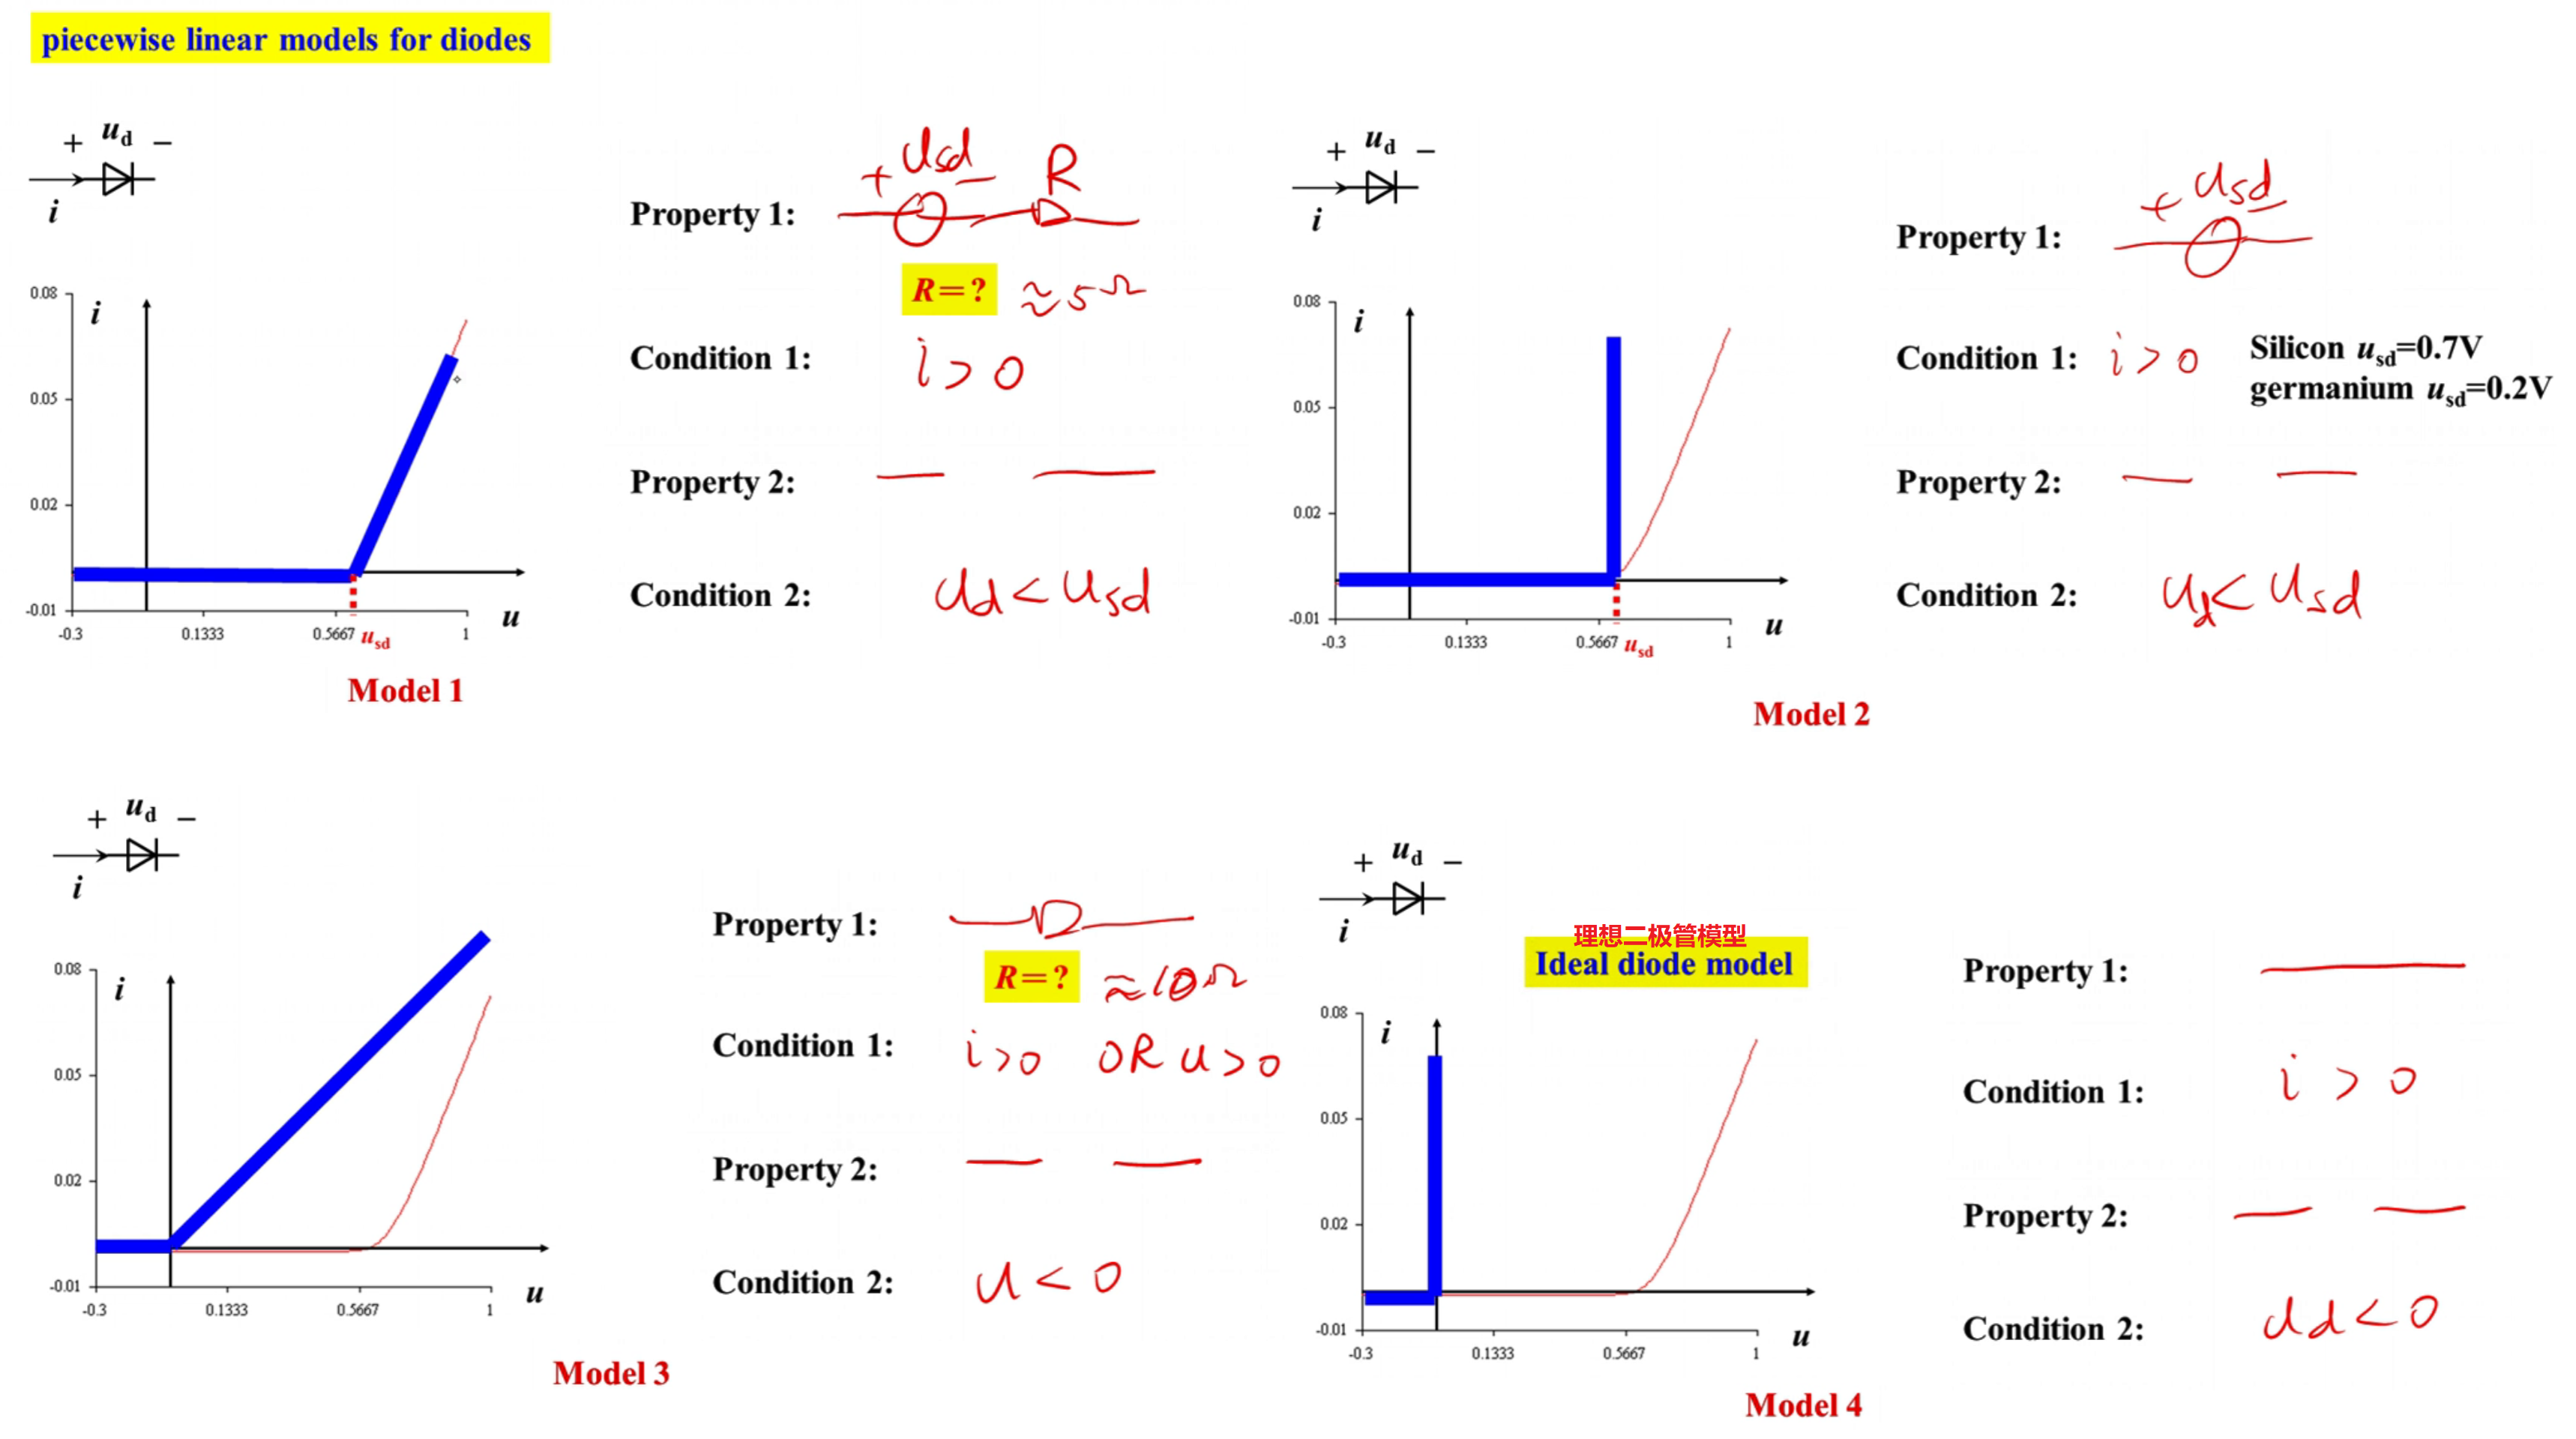 piecewise linear models for diodes
+ ud −
i
Property 1: + usd − R
R=? ≈5Ω
Condition 1: i > 0
Property 2: — —
Condition 2: ud < usd
0.08
i
0.05
0.02
-0.01
-0.3 0.1333 0.5667 usd 1 u
Model 1
+ ud −
i
Property 1: + usd −
Condition 1: i > 0
Silicon usd=0.7V
germanium usd=0.2V
Property 2: — —
Condition 2: ud < usd
0.08
i
0.05
0.02
-0.01
-0.3 0.1333 0.5667 usd 1 u
Model 2
+ ud −
i
Property 1:
R=? ≈10Ω
Condition 1: i>0 OR u>0
Property 2: — —
Condition 2: u < 0
0.08
i
0.05
0.02
-0.01
-0.3 0.1333 0.5667 1 u
Model 3
+ ud −
i
理想二极管模型
Ideal diode model
Property 1: —
Condition 1: i > 0
Property 2: — —
Condition 2: ud < 0
0.08
i
0.05
0.02
-0.01
-0.3 0.1333 0.5667 1 u
Model 4